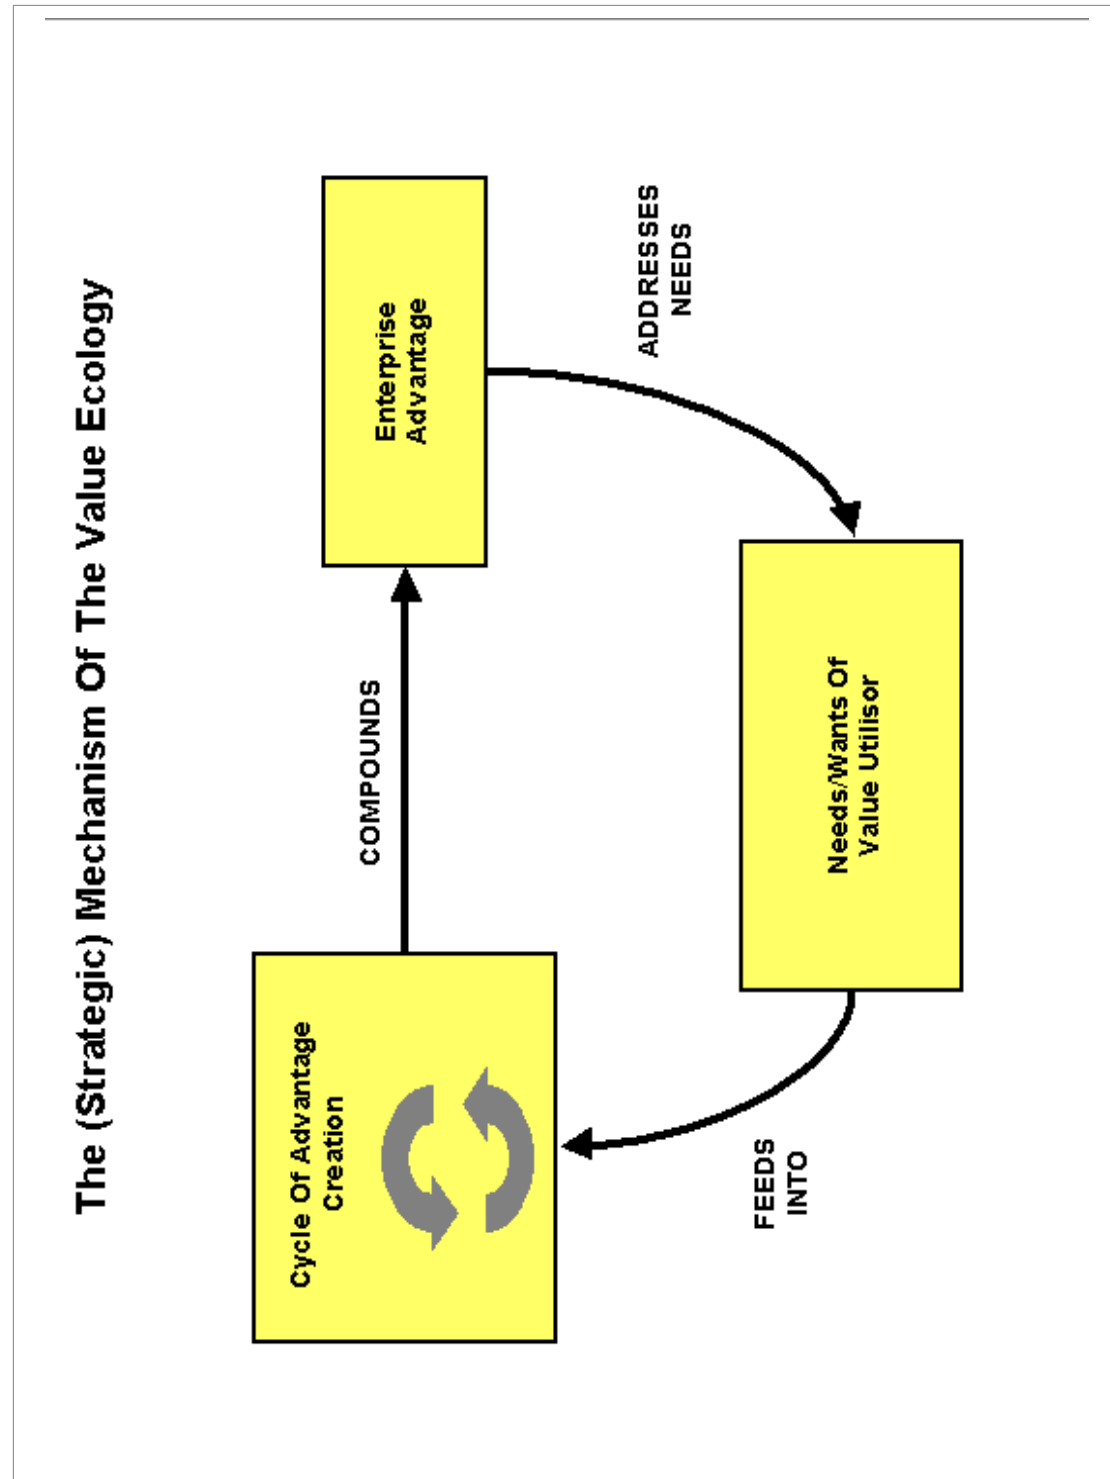 The (Strategic) Mechanism Of The Value Ecology
Cycle Of Advantage
Creation
COMPOUNDS
Enterprise
Advantage
ADDRESSES
NEEDS
Needs/Wants Of
Value Utilisor
FEEDS
INTO